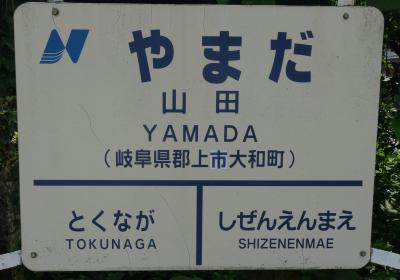 やまだ
山田
YAMADA
(岐阜県郡上市大和町)
とくなが
TOKUNAGA
しぜんえんまえ
SHIZENENMAE